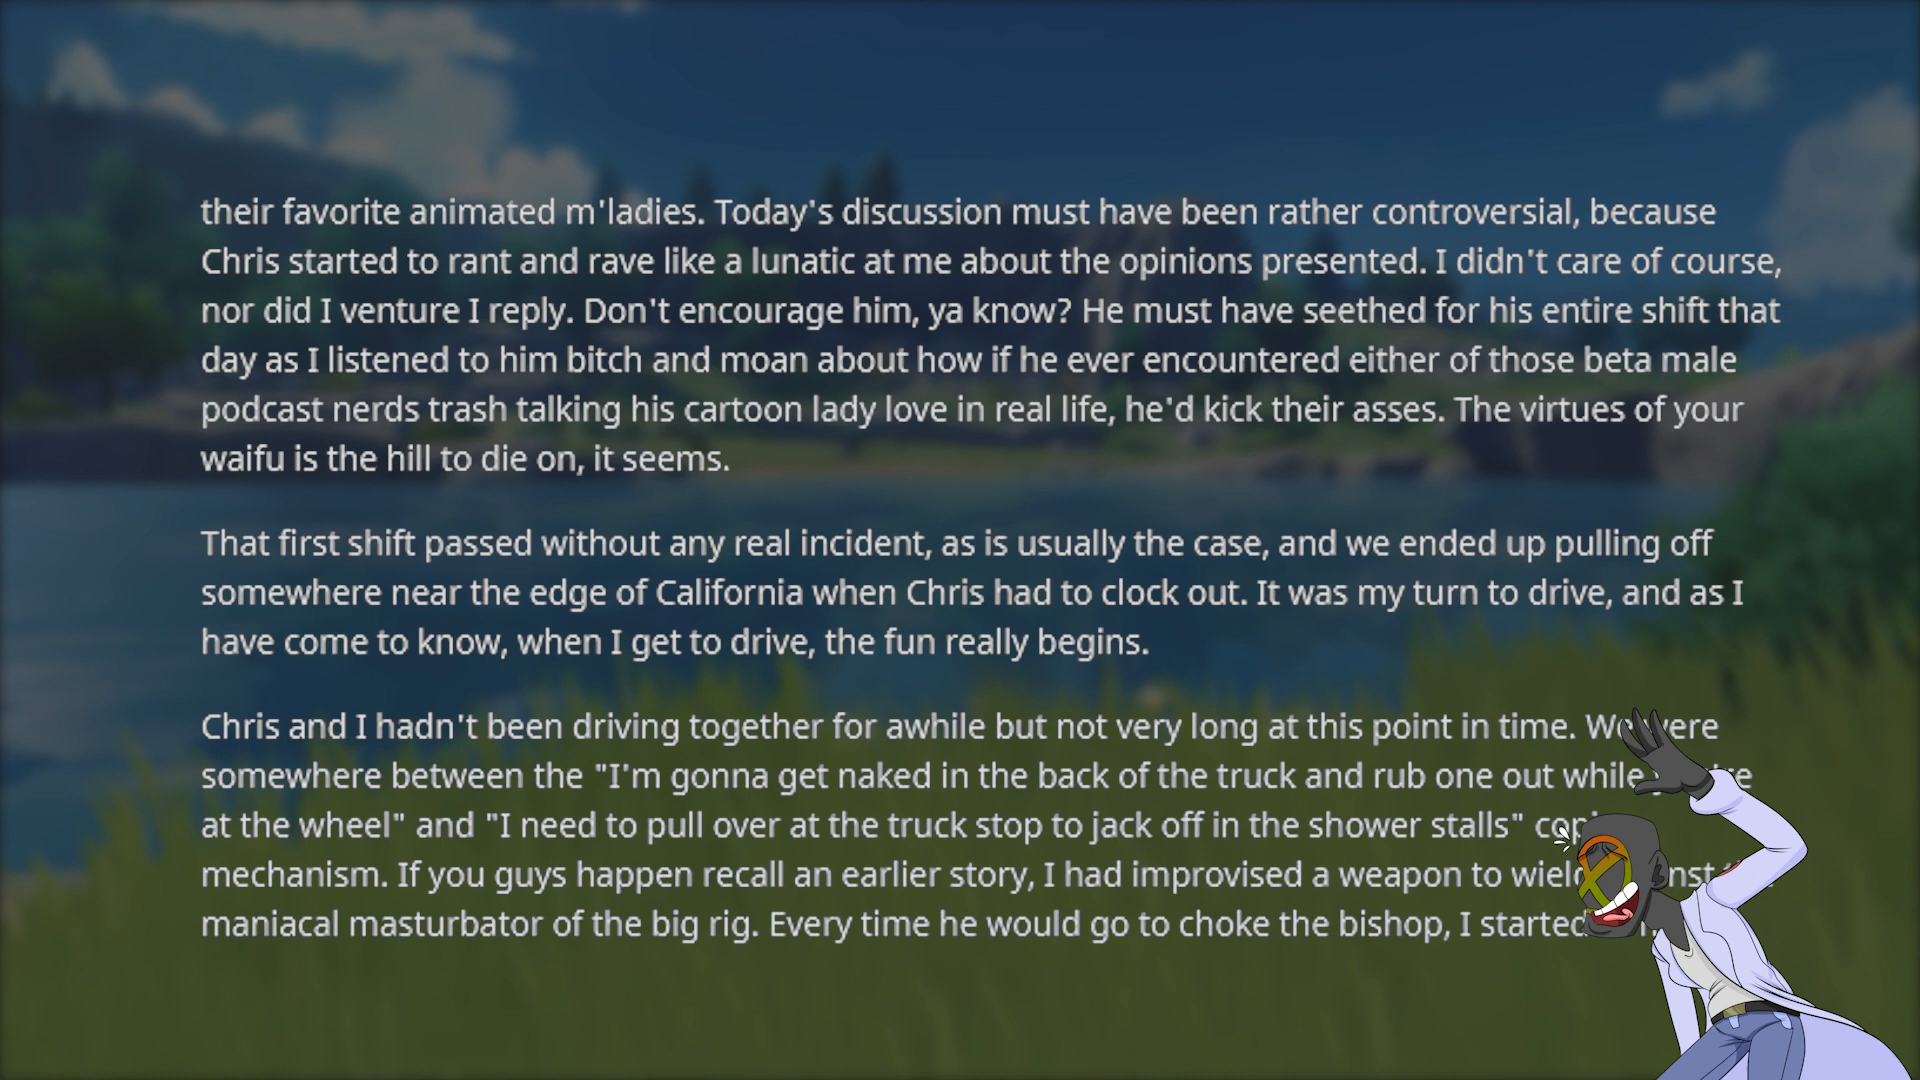 their favorite animated m'ladies. Today's discussion must have been rather controversial, because
Chris started to rant and rave like a lunatic at me about the opinions presented. I didn't care of course,
nor did I venture I reply. Don't encourage him, ya know? He must have seethed for his entire shift that
day as I listened to him bitch and moan about how if he ever encountered either of those beta male
podcast nerds trash talking his cartoon lady love in real life, he'd kick their asses. The virtues of your
waifu is the hill to die on, it seems.
That first shift passed without any real incident, as is usually the case, and we ended up pulling off
somewhere near the edge of California when Chris had to clock out. It was my turn to drive, and as I
have come to know, when I get to drive, the fun really begins.
Chris and I hadn't been driving together for awhile but not very long at this point in time. We were
somewhere between the "I'm gonna get naked in the back of the truck and rub one out while
at the wheel" and "I need to pull over at the truck stop to jack off in the shower stalls"
mechanism. If you guys happen recall an earlier story, I had improvised a weapon to wield
maniacal masturbator of the big rig. Every time he would go to choke the bishop, I started